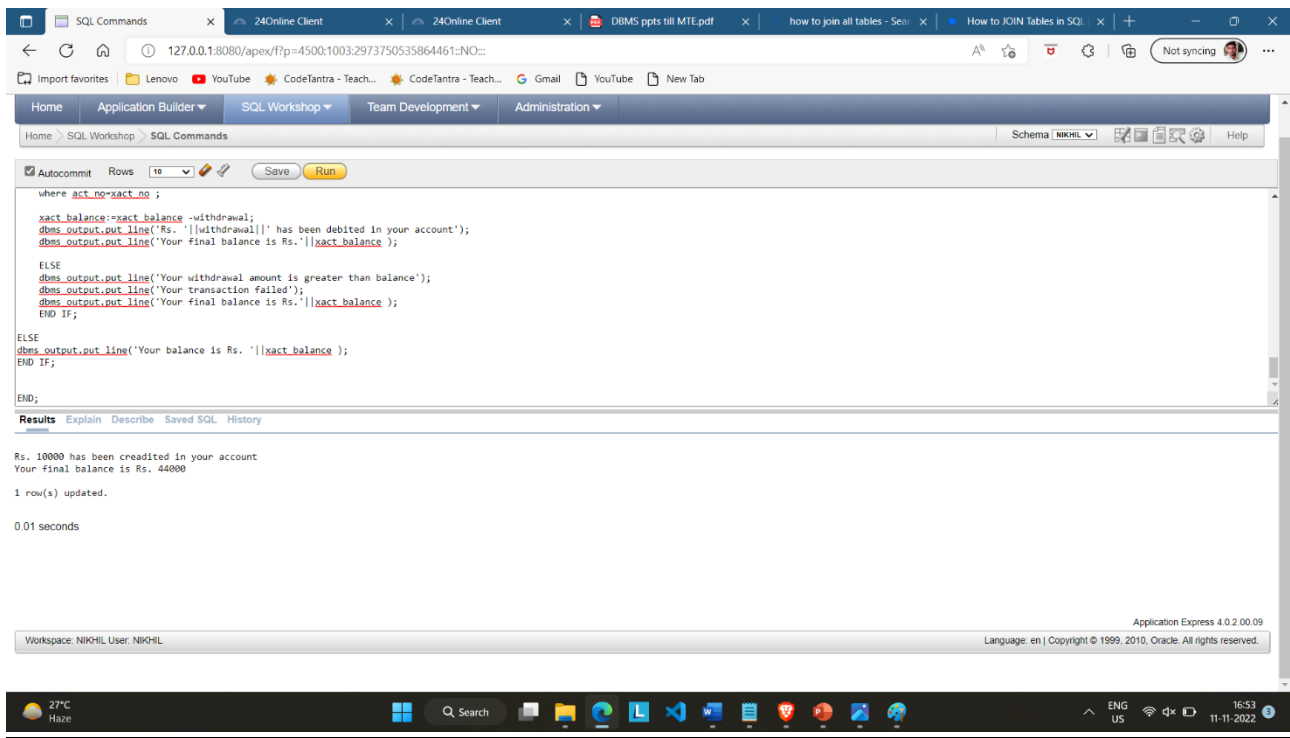 SQL Commands 24Online Client 24Online Client DBMS ppts till MTE.pdf how to join all tables - Sear How to JOIN Tables in SQL
127.0.0.1:8080/apex/f?p=4500:1003:2973750535864461::NO::: Not syncing
Import favorites Lenovo YouTube CodeTantra - Teach... CodeTantra - Teach... Gmail YouTube New Tab
Home Application Builder SQL Workshop Team Development Administration
Home SQL Workshop SQL Commands Schema NIKHIL Help
Autocommit Rows 10 Save Run
where act_no=xact_no ;
xact_balance:=xact_balance -withdrawal;
dbms_output.put_line('Rs. '||withdrawal||' has been debited in your account');
dbms_output.put_line('Your final balance is Rs.'||xact_balance );
ELSE
dbms_output.put_line('Your withdrawal amount is greater than balance');
dbms_output.put_line('Your transaction failed');
dbms_output.put_line('Your final balance is Rs.'||xact_balance );
END IF;
ELSE
dbms_output.put_line('Your balance is Rs. '||xact_balance );
END IF;
END;
Results Explain Describe Saved SQL History
Rs. 10000 has been creadited in your account
Your final balance is Rs. 44000
1 row(s) updated.
0.01 seconds
Application Express 4.0.2.00.09
Workspace: NIKHIL User: NIKHIL Language: en | Copyright © 1999, 2010, Oracle. All rights reserved.
27°C
Haze
Search
ENG
US
16:53
11-11-2022
3